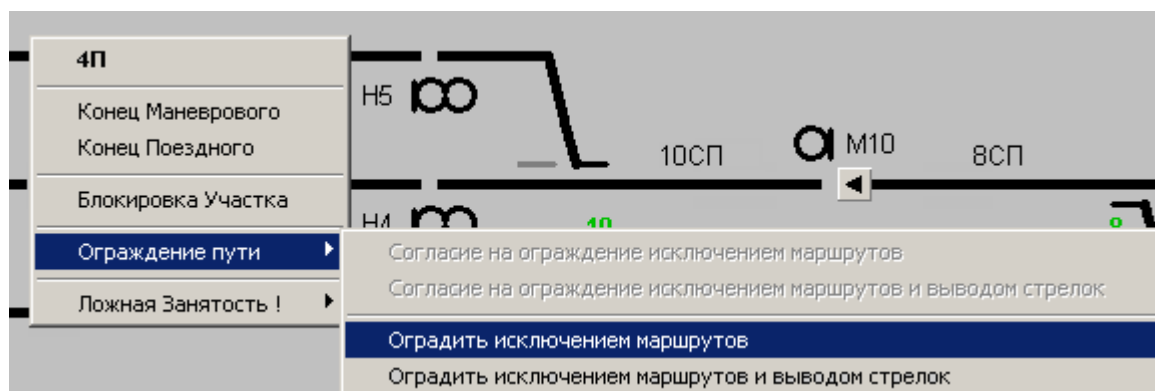 4П
Конец Маневрового
Конец Поездного
Блокировка Участка
Ограждение пути
Ложная Занятость !
Н5
10СП
М10
8СП
Н4
10
8
Согласие на ограждение исключением маршрутов
Согласие на ограждение исключением маршрутов и выводом стрелок
Оградить исключением маршрутов
Оградить исключением маршрутов и выводом стрелок